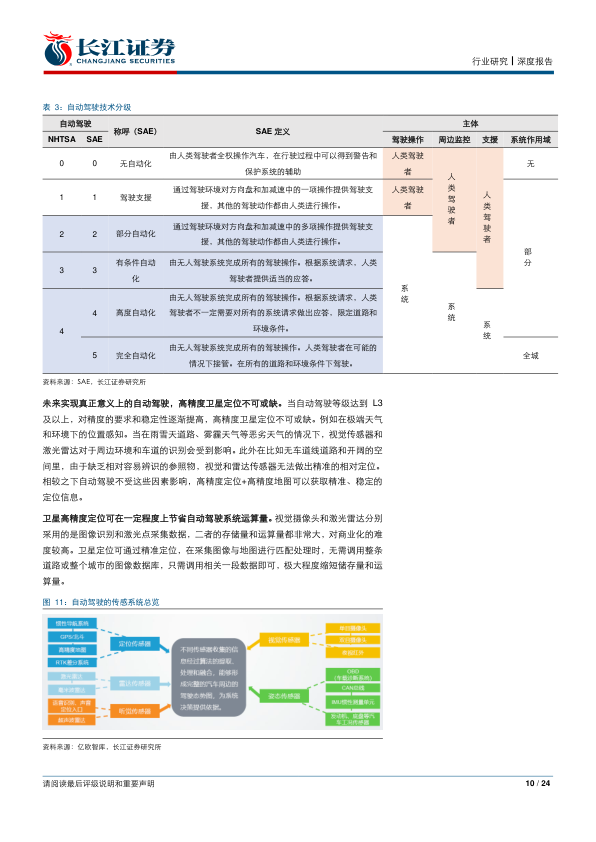 长江证券
CHANGJIANG SECURITIES
行业研究┃深度报告
表 3：自动驾驶技术分级
自动驾驶 称呼（SAE） SAE 定义 主体
NHTSA SAE 驾驶操作 周边监控 支援 系统作用域
0 0 无自动化 由人类驾驶者全权操作汽车，在行驶过程中可以得到警告和
保护系统的辅助
人类驾驶
者
人类驾驶者
人类驾驶者
无
1 1 驾驶支援 通过驾驶环境对方向盘和加减速中的一项操作提供驾驶支
援，其他的驾驶动作都由人类进行操作。
人类驾驶
者
部分
2 2 部分自动化 通过驾驶环境对方向盘和加减速中的多项操作提供驾驶支
援，其他的驾驶动作都由人类进行操作。
系统
3 3 有条件自动
化
由无人驾驶系统完成所有的驾驶操作。根据系统请求，人类
驾驶者提供适当的应答。
系统
4 4 高度自动化 由无人驾驶系统完成所有的驾驶操作。根据系统请求，人类
驾驶者不一定需要对所有的系统请求做出应答，限定道路和
环境条件。
系统
5 完全自动化 由无人驾驶系统完成所有的驾驶操作。人类驾驶者在可能的
情况下接管。在所有的道路和环境条件下驾驶。
全域
资料来源：SAE，长江证券研究所
未来实现真正意义上的自动驾驶，高精度卫星定位不可或缺。当自动驾驶等级达到 L3
及以上，对精度的要求和稳定性逐渐提高，高精度卫星定位不可或缺。例如在极端天气
和环境下的位置感知。当在雨雪天道路、雾霾天气等恶劣天气的情况下，视觉传感器和
激光雷达对于周边环境和车道的识别会受到影响。此外在比如无车道线道路和开阔的空
间里，由于缺乏相对容易辨识的参照物，视觉和雷达传感器无法做出精准的相对定位。
相较之下自动驾驶不受这些因素影响，高精度定位+高精度地图可以获取精准、稳定的
定位信息。
卫星高精度定位可在一定程度上节省自动驾驶系统运算量。视觉摄像头和激光雷达分别
采用的是图像识别和激光点采集数据，二者的存储量和运算量都非常大，对商业化的难
度较高。卫星定位可通过精准定位，在采集图像与地图进行匹配处理时，无需调用整条
道路或整个城市的图像数据库，只需调用相关一段数据即可，极大程度缩短储存量和运
算量。
图 11：自动驾驶的传感系统总览
惯性导航系统
GPS/北斗
高精度地图
RTK差分系统
定位传感器
激光雷达
毫米波雷达
雷达传感器
语音识别、声音
定位入口
超声波雷达
听觉传感器
不同传感器收集的信
息经过算法的提取、
处理和融合，能够形
成完整的汽车周边的
驾驶态势图，为系统
决策提供依据。
视觉传感器
单目摄像头
双目摄像头
夜视红外
姿态传感器
OBD
（车载诊断系统）
CAN总线
IMU惯性测量单元
资料来源：亿欧智库，长江证券研究所
请阅读最后评级说明和重要声明
10 / 24